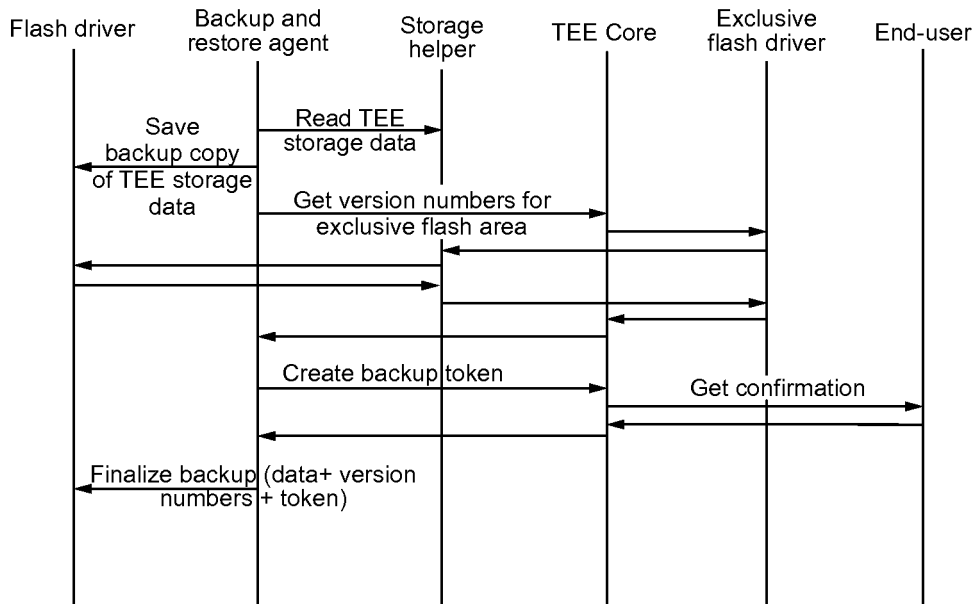 Flash driver
Backup and
restore agent
Storage
helper
TEE Core
Exclusive
flash driver
End-user
Read TEE
storage data
Save
backup copy
of TEE storage
data
Get version numbers for
exclusive flash area
Create backup token
Get confirmation
Finalize backup (data+ version
numbers + token)